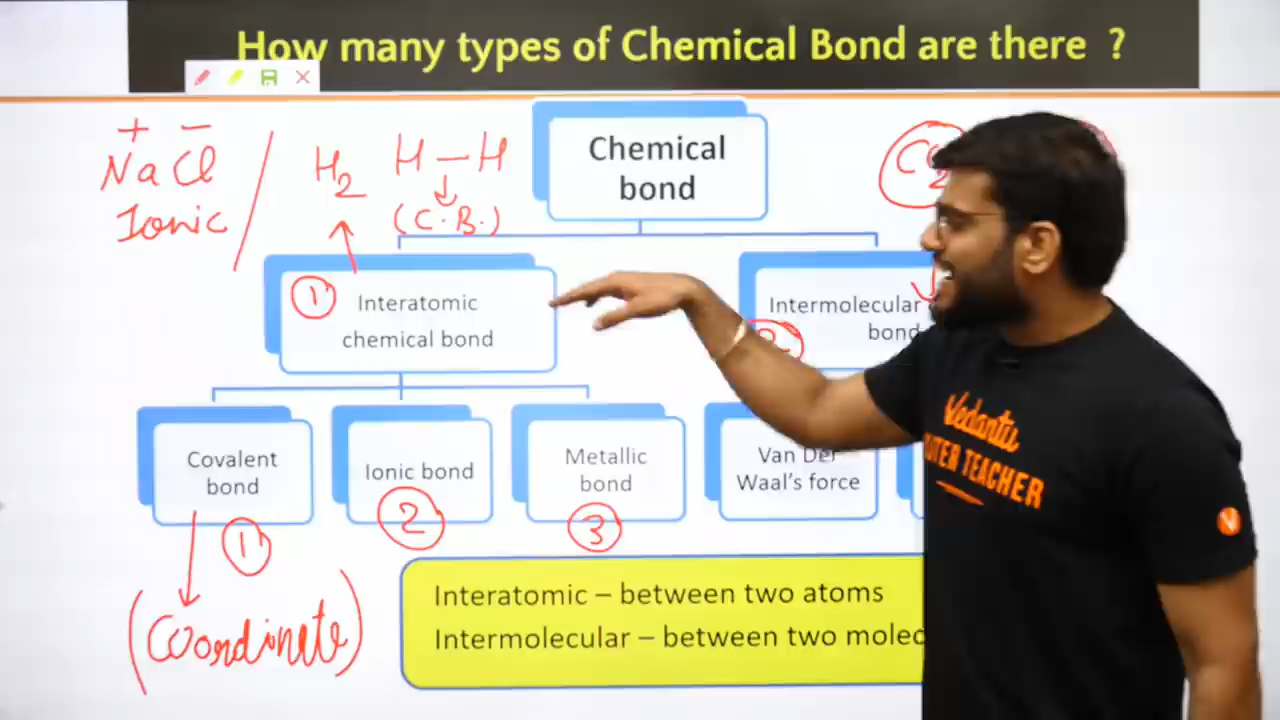 How many types of Chemical Bond are there ?
+ −
NaCl
Ionic
H2
H–H
(C.B.)
Chemical
bond
1
Interatomic
chemical bond
Intermolecular
bond
2
Covalent
bond
Ionic bond
Metallic
bond
Van Der
Waal's force
1
2
3
(Coordinate)
Interatomic – between two atoms
Intermolecular – between two molec
Vedantu
TEACHER